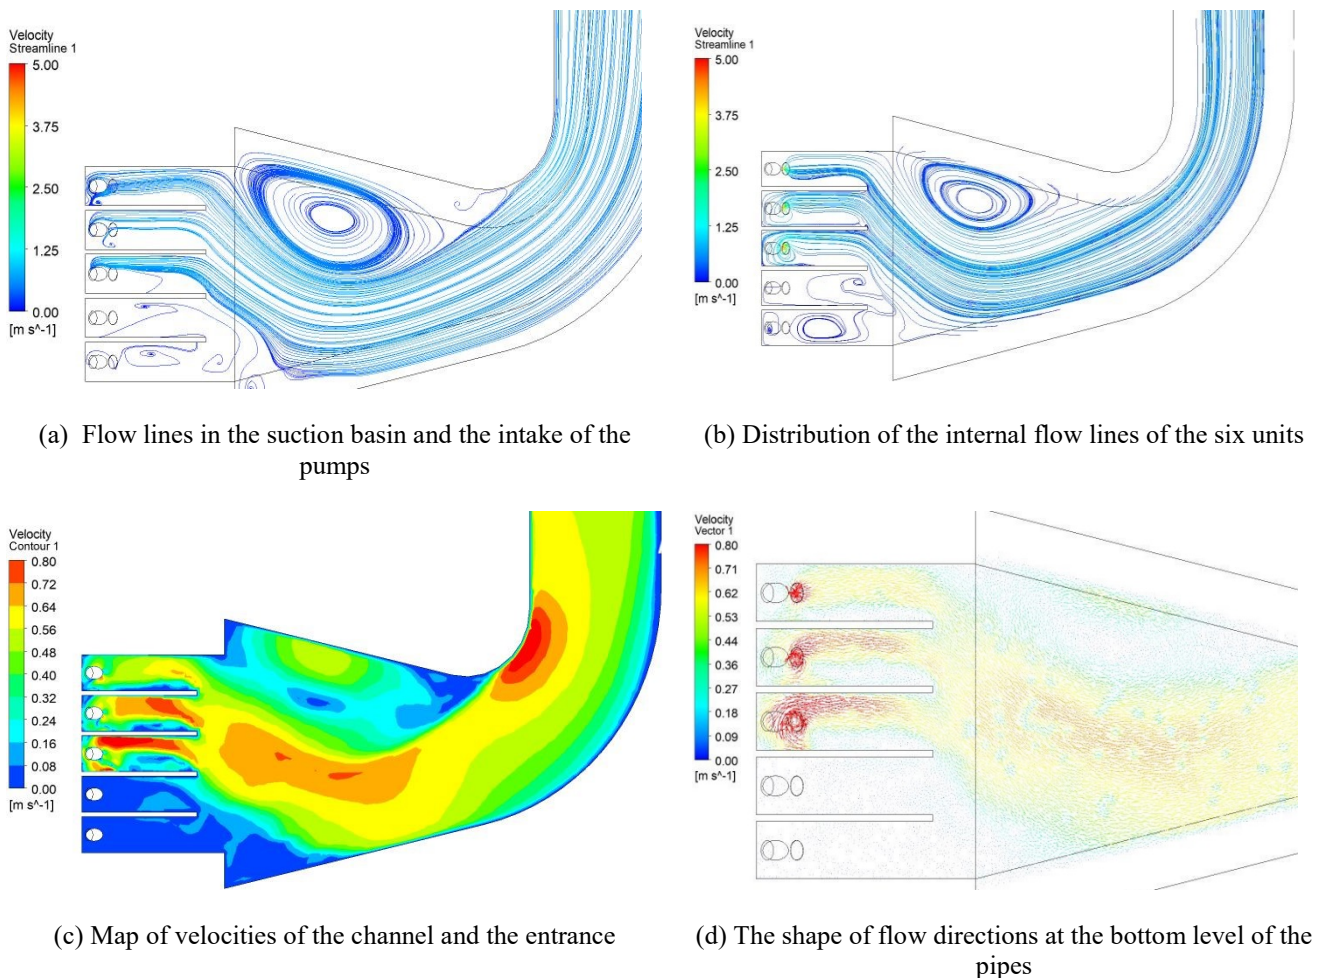 Velocity
Streamline 1
5.00
3.75
2.50
1.25
0.00
[m s^-1]
Velocity
Streamline 1
5.00
3.75
2.50
1.25
0.00
[m s^-1]
(a) Flow lines in the suction basin and the intake of the
pumps
(b) Distribution of the internal flow lines of the six units
Velocity
Contour 1
0.80
0.72
0.64
0.56
0.48
0.40
0.32
0.24
0.16
0.08
0.00
[m s^-1]
Velocity
Vector 1
0.80
0.71
0.62
0.53
0.44
0.36
0.27
0.18
0.09
0.00
[m s^-1]
(c) Map of velocities of the channel and the entrance
(d) The shape of flow directions at the bottom level of the
pipes